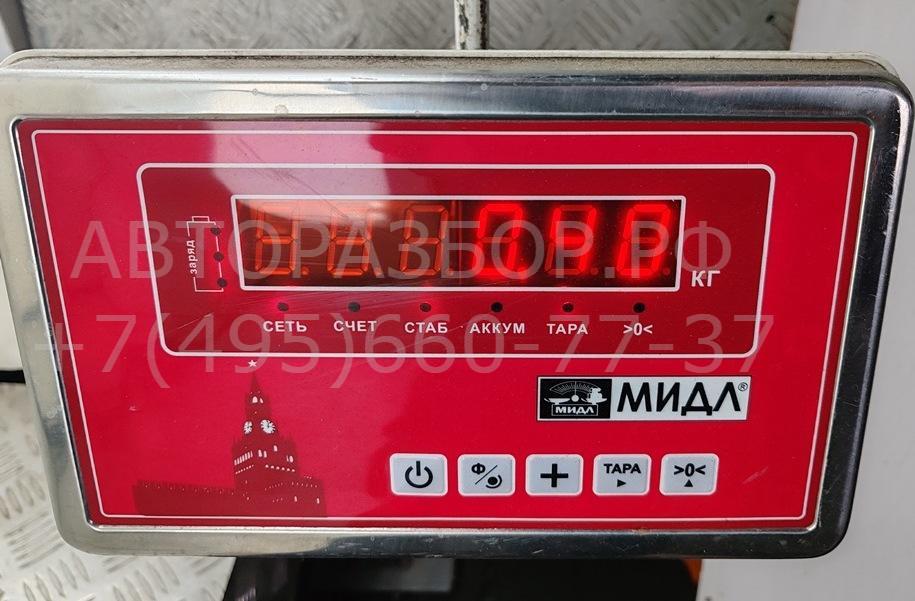 заряд
АВТОРАЗБОР.РФ
КГ
СЕТЬ СЧЕТ СТАБ АККУМ ТАРА >0<
+7(495)660-77-37
МИДЛ МИДЛ®
Ф/ + ТАРА >0<